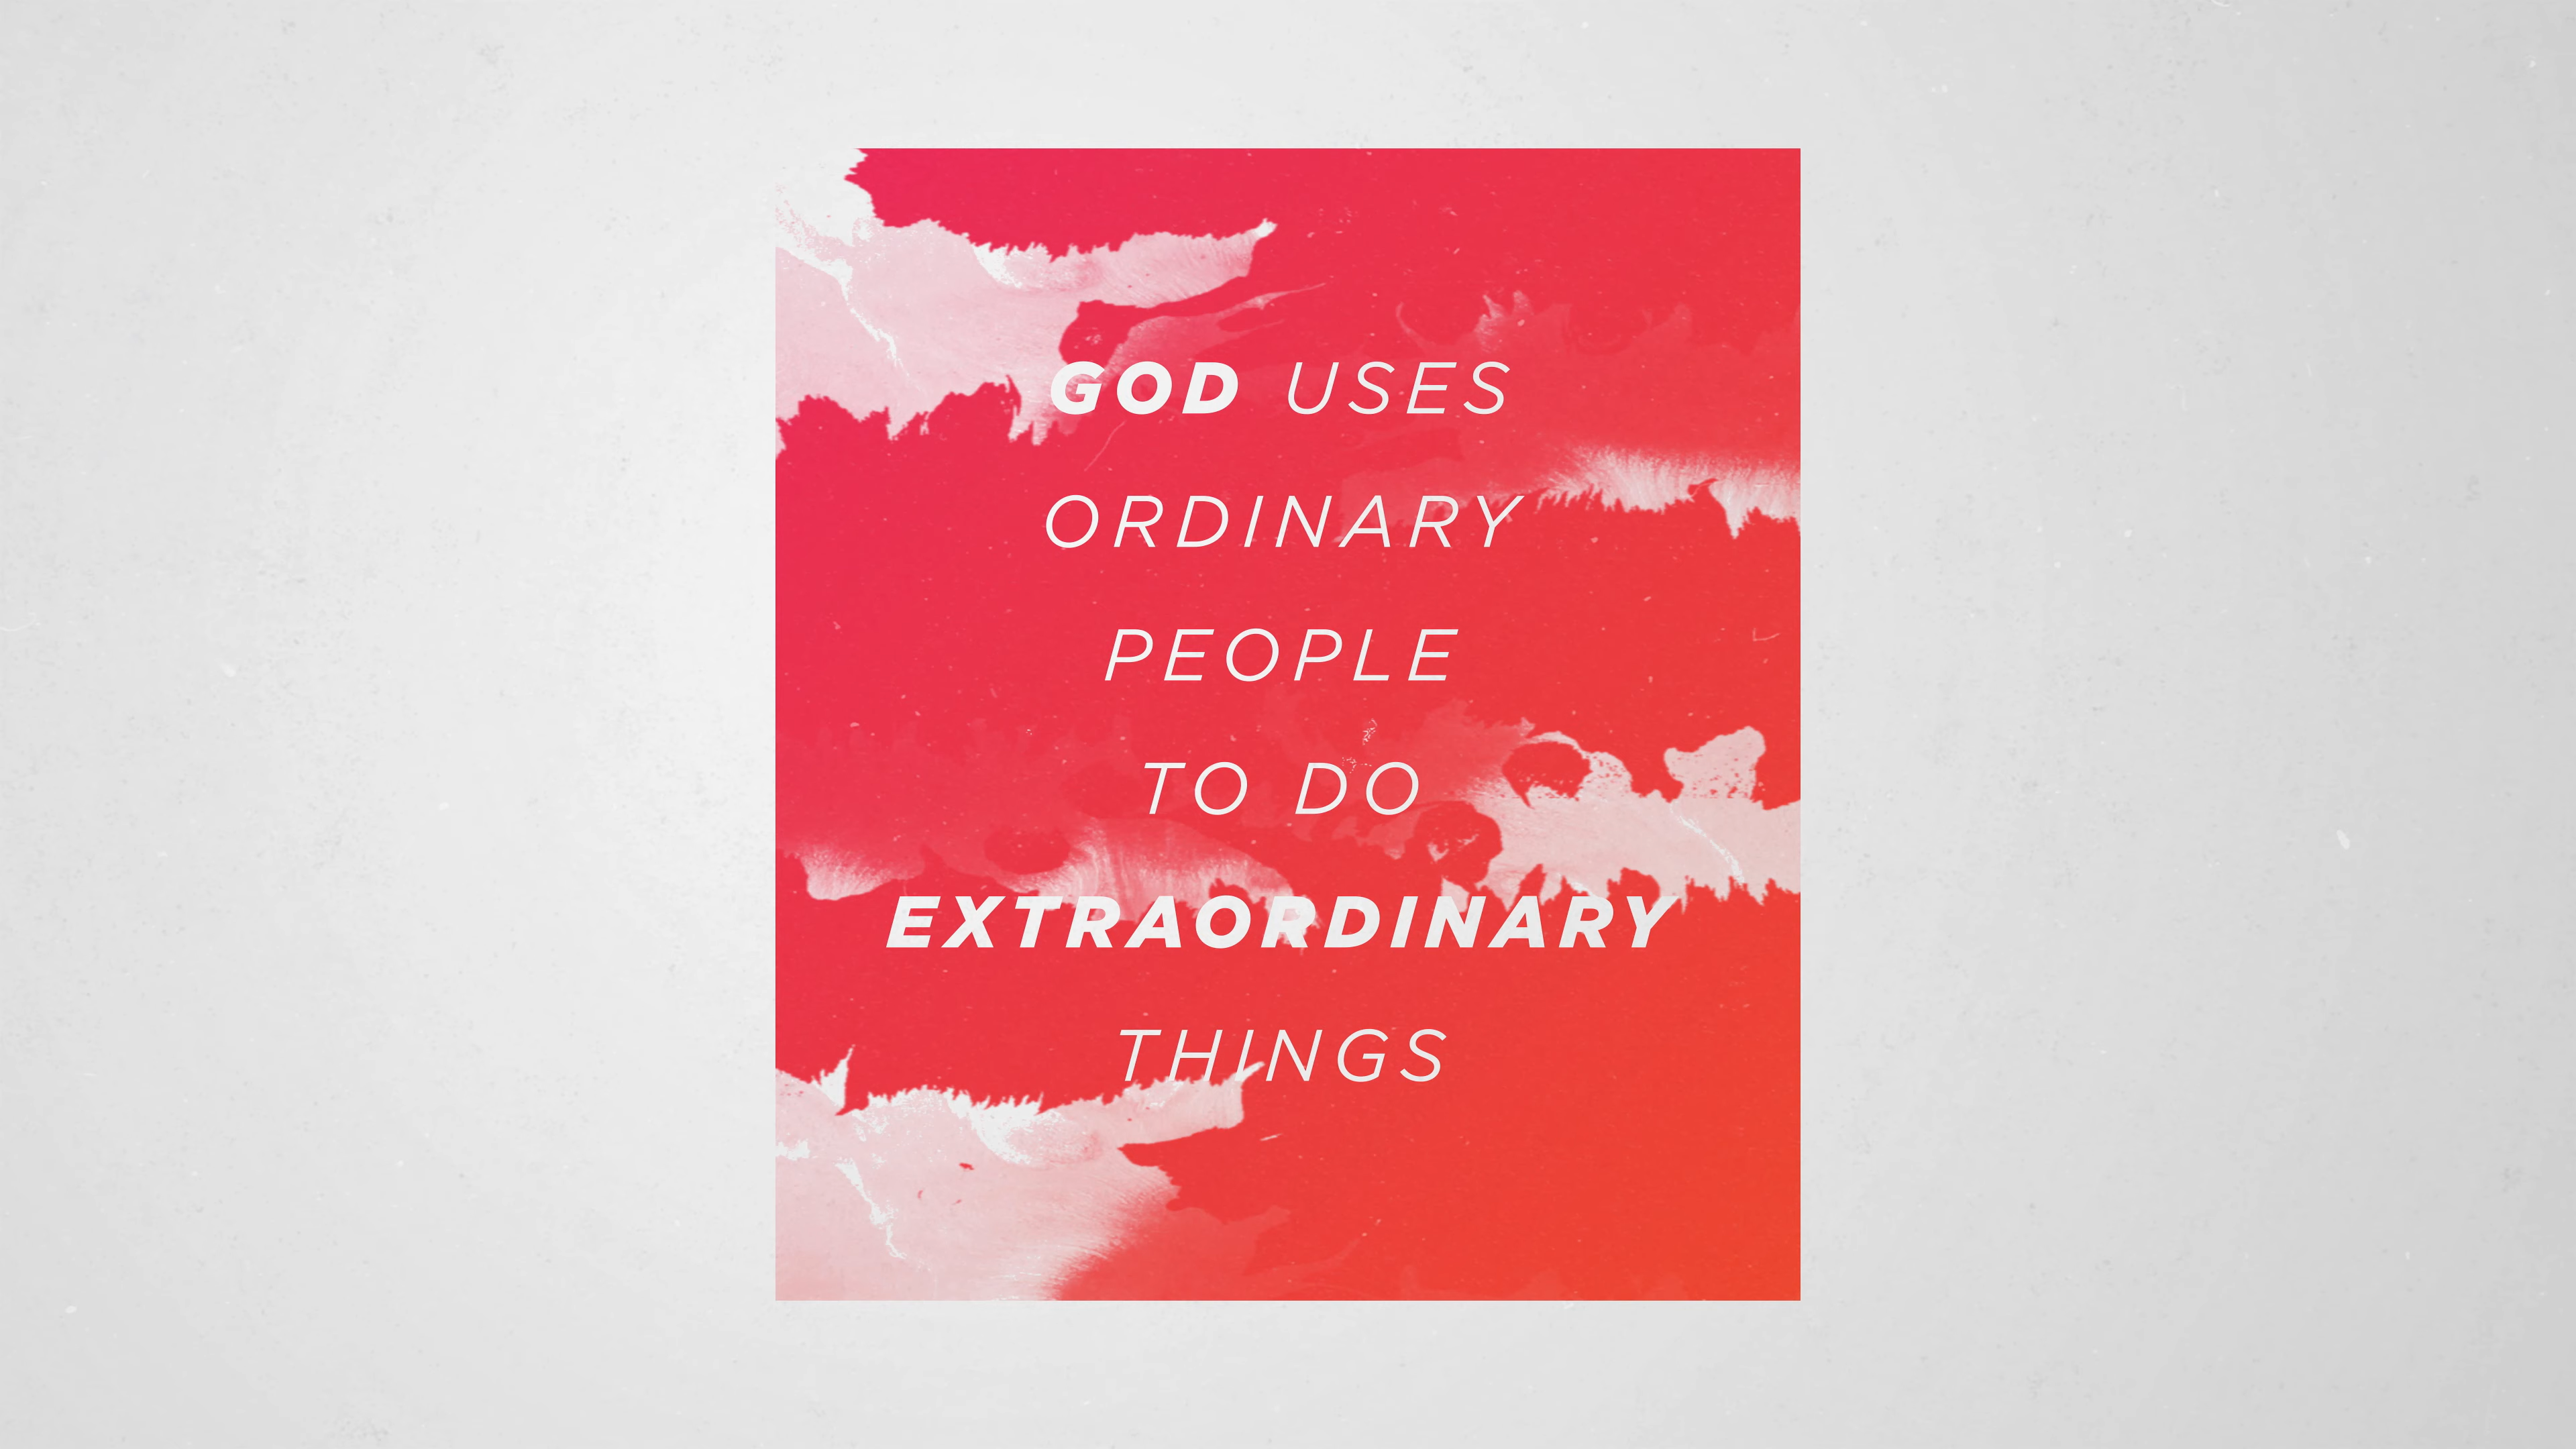 GOD USES
ORDINARY
PEOPLE
TO DO
EXTRAORDINARY
THINGS